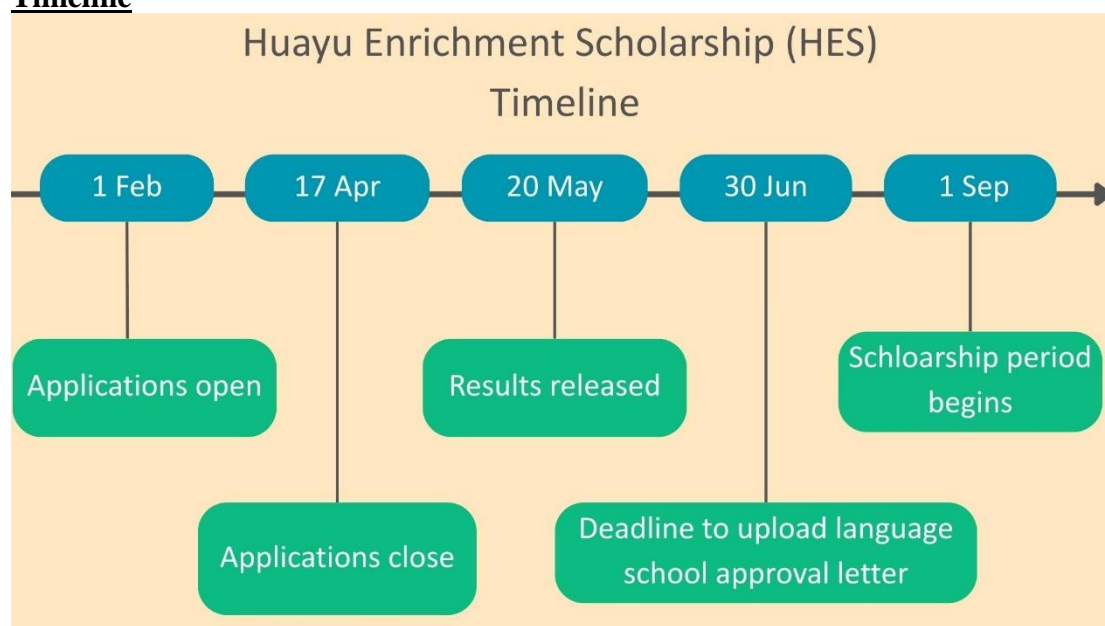 Timeline
Huayu Enrichment Scholarship (HES)
Timeline
1 Feb
17 Apr
20 May
30 Jun
1 Sep
Applications open
Results released
Schloarship period
begins
Applications close
Deadline to upload language
school approval letter